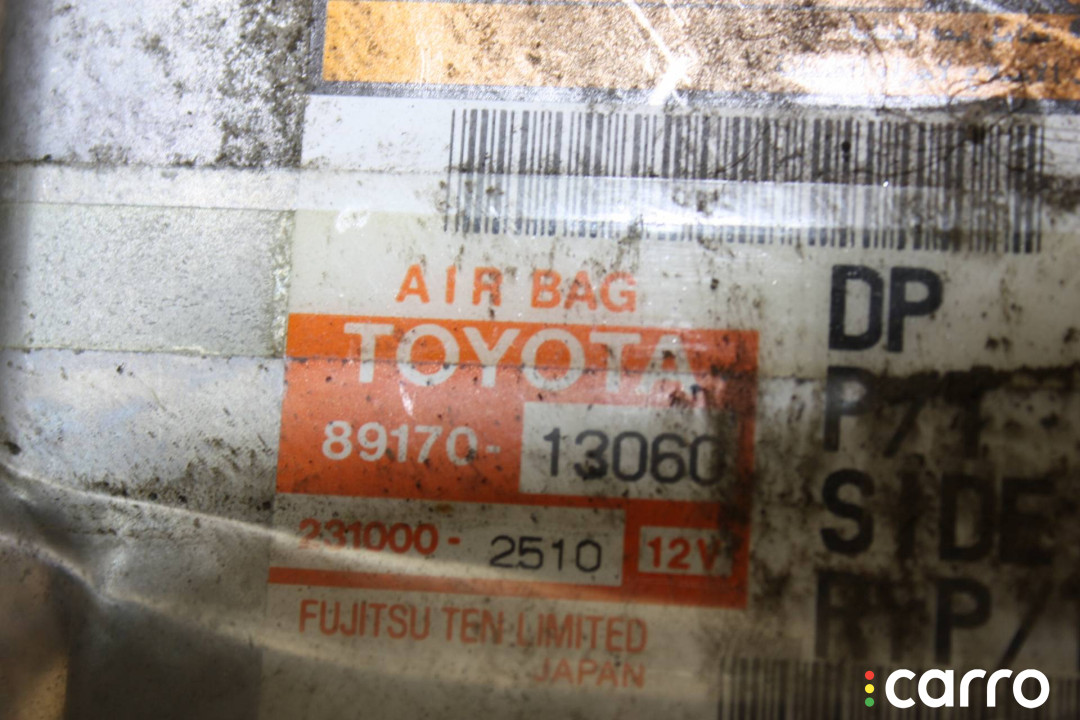 AIR BAG
TOYOTA
89170-13060
231000-2510 12V
FUJITSU TEN LIMITED
JAPAN
DP
P/T
SIDE
R/P/
carro